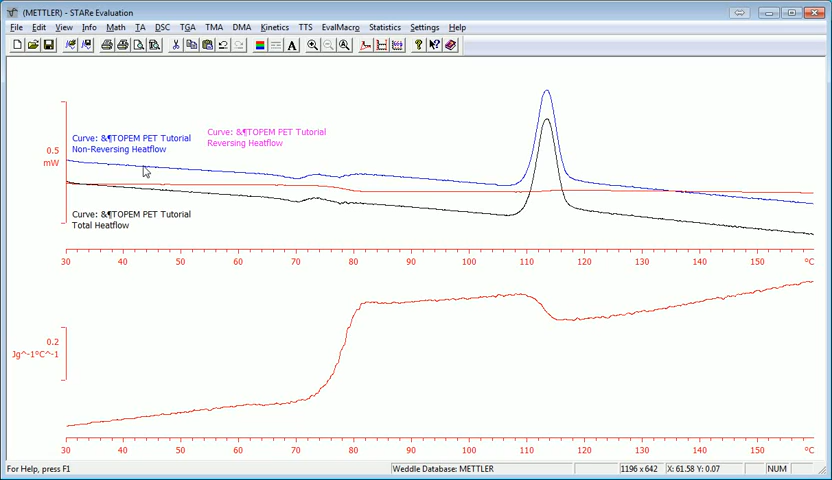 (METTLER) - STARe Evaluation
File Edit View Info Math TA DSC TGA TMA DMA Kinetics TTS EvalMacro Statistics Settings Help
Curve: &¶TOPEM PET Tutorial
Non-Reversing Heatflow
Curve: &¶TOPEM PET Tutorial
Reversing Heatflow
0.5
mW
Curve: &¶TOPEM PET Tutorial
Total Heatflow
30 40 50 60 70 80 90 100 110 120 130 140 150 °C
0.2
Jg^-1°C^-1
30 40 50 60 70 80 90 100 110 120 130 140 150 °C
For Help, press F1 Weddle Database: METTLER 1196 x 642 X: 61.58 Y: 0.07 NUM